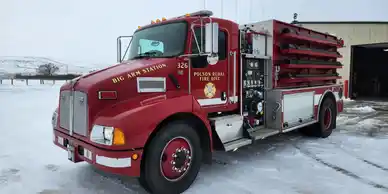 BIG ARM STATION
326
POLSON RURAL
FIRE DIST